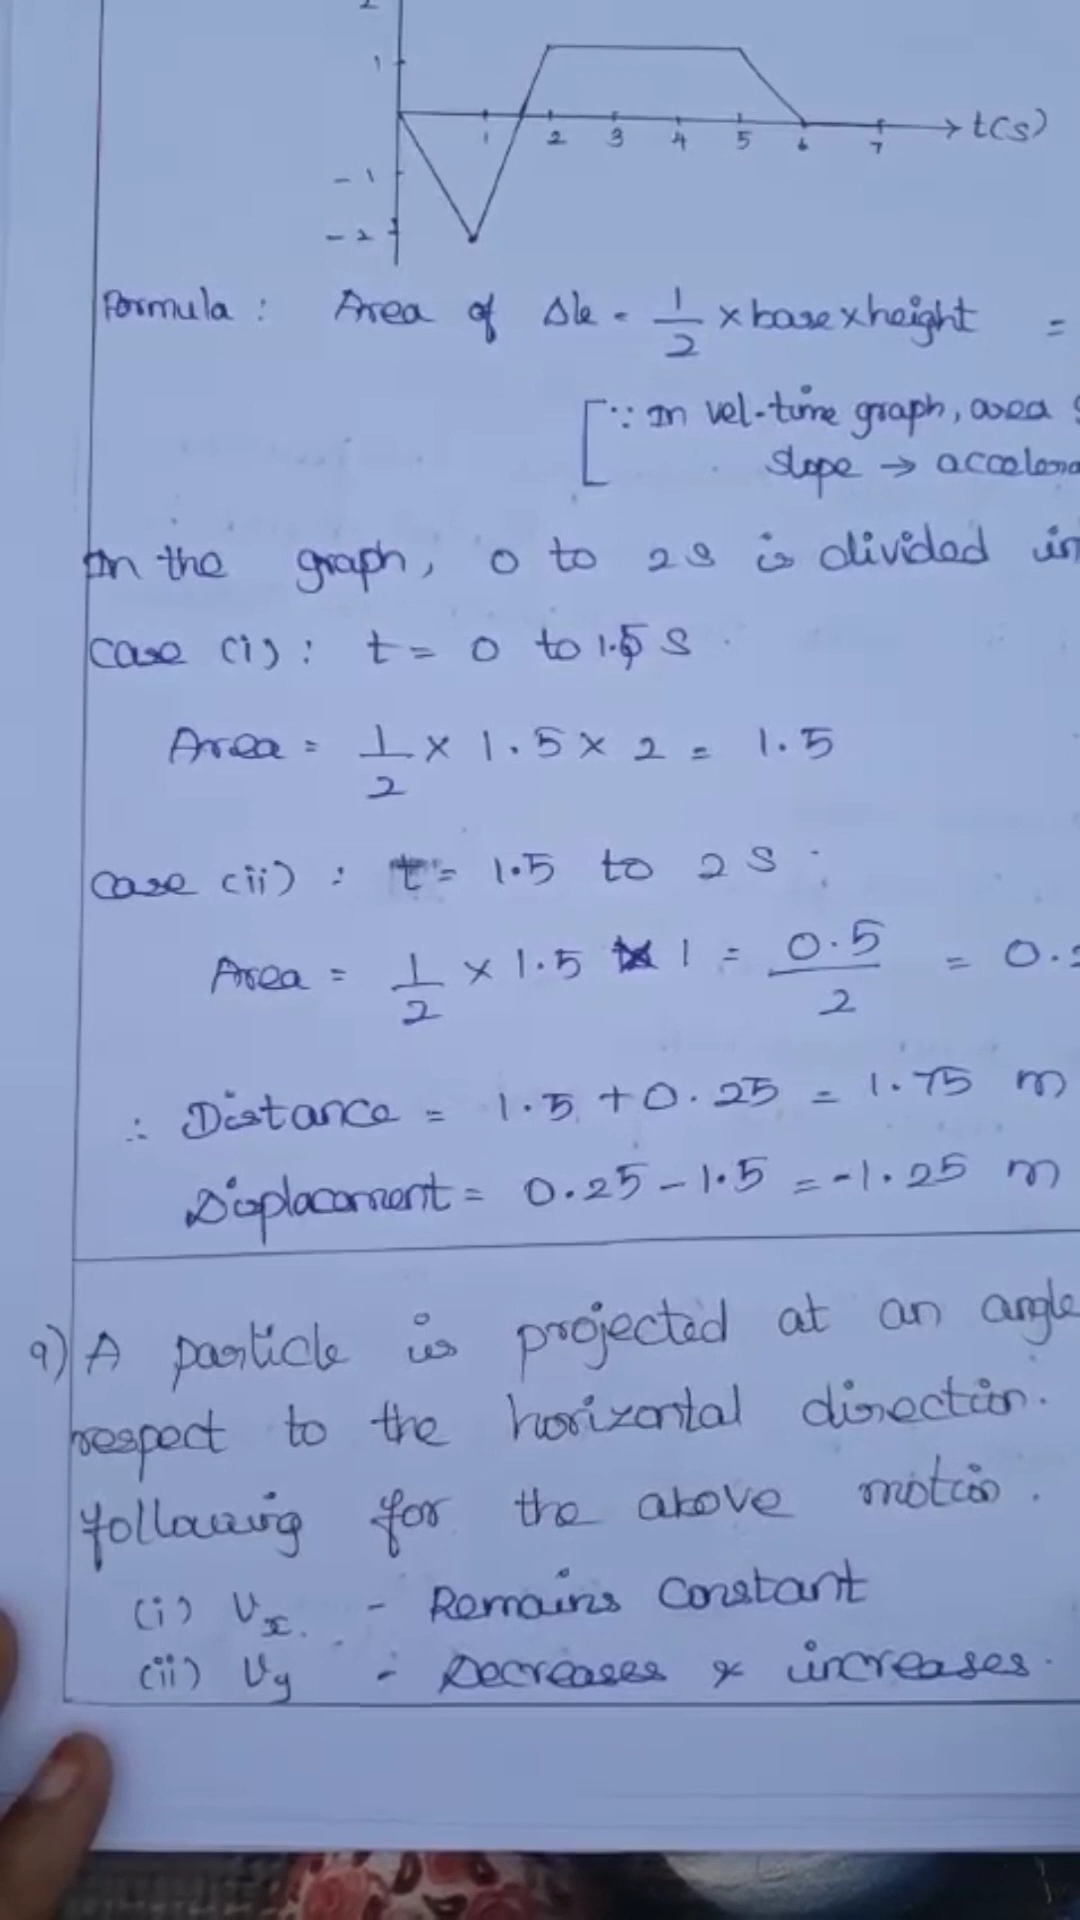 2
1
t(s)
1 2 3 4 5 6 7
-1
-2
Formula : Area of Δle = 1/2 × base × height =
[∵ In vel-time graph, area
slope → accelera
In the graph, 0 to 2s is divided in
Case (i) : t = 0 to 1.5 s
Area = 1/2 × 1.5 × 2 = 1.5
Case (ii) : t = 1.5 to 2 s
Area = 1/2 × 1.5 × 1 = 0.5/2 = 0.2
∴ Distance = 1.5 + 0.25 = 1.75 m
Displacement = 0.25 - 1.5 = -1.25 m
9) A particle is projected at an angle
respect to the horizontal direction.
following for the above motion.
(i) Vx - Remains Constant
(ii) Vy - Decreases & increases.